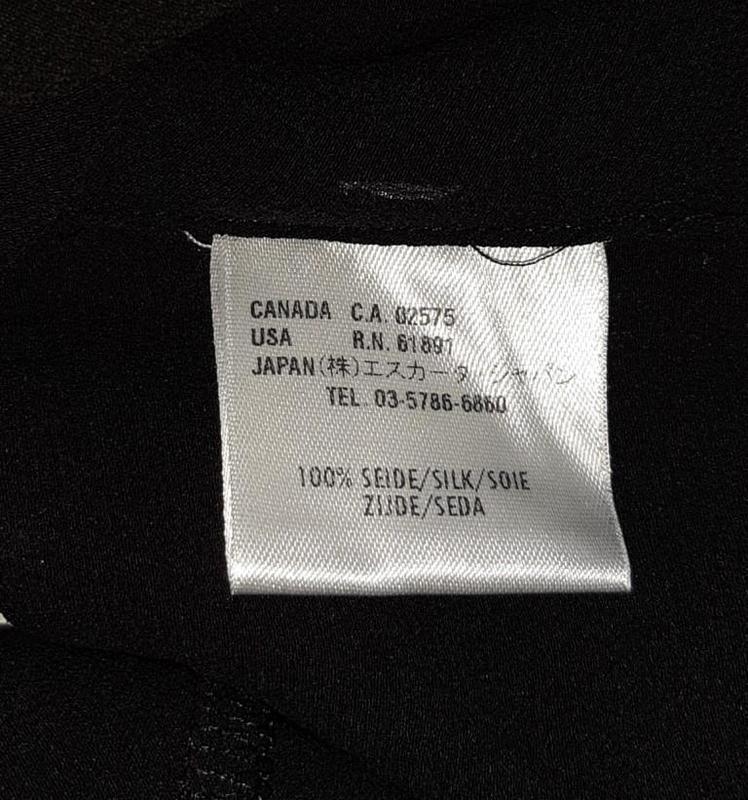 CANADA C.A. 02575
USA R.N. 61891
JAPAN(株)エスカーダ・ジャパン
TEL. 03-5786-6860
100% SEIDE/SILK/SOIE
ZIJDE/SEDA